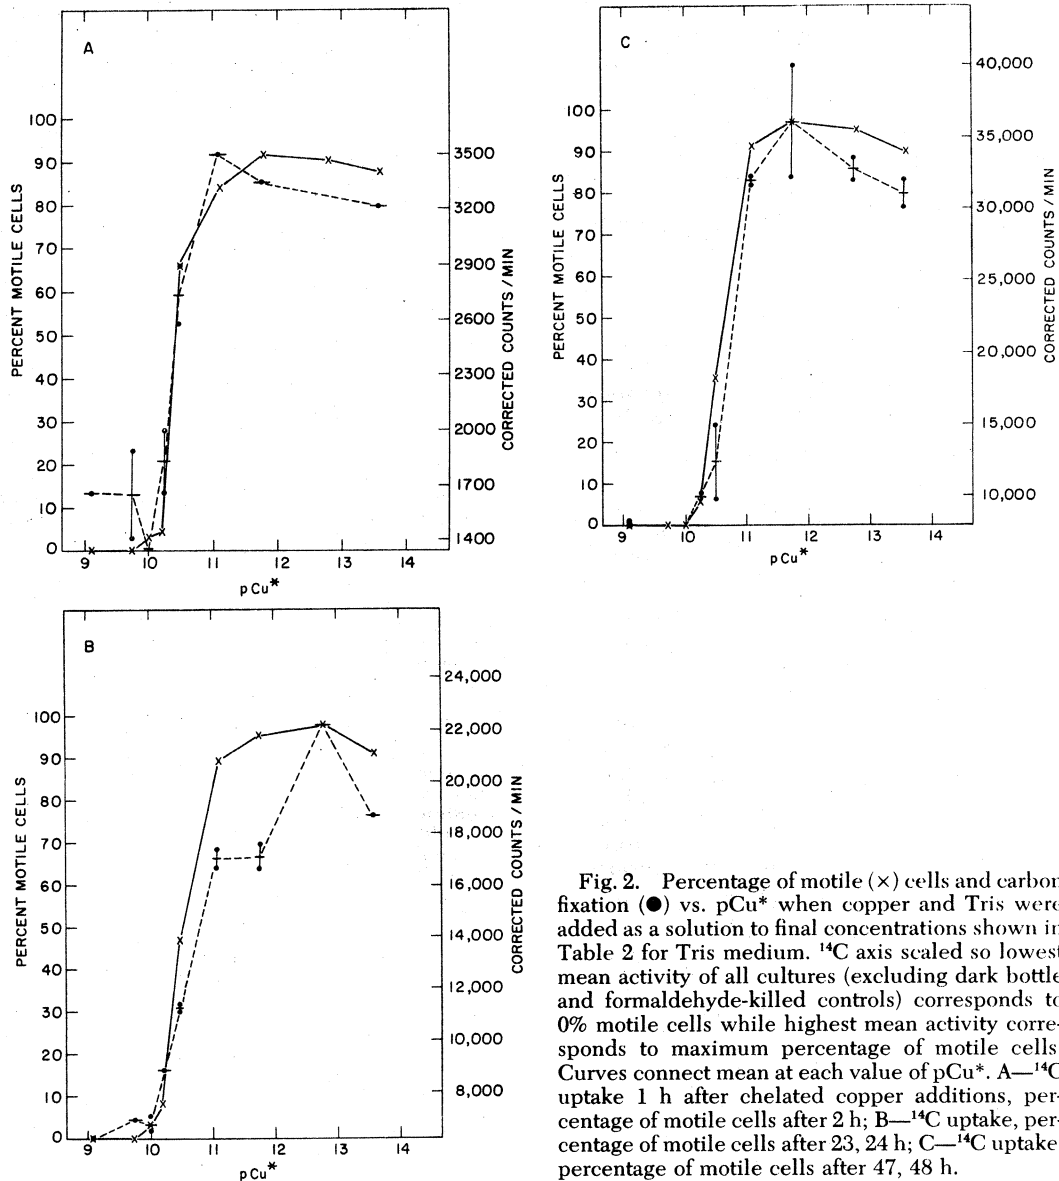 A
100
90
80
70
60
50
40
30
20
10
0
PERCENT MOTILE CELLS
3500
3200
2900
2600
2300
2000
1700
1400
CORRECTED COUNTS / MIN
9 10 11 12 13 14
pCu*
C
100
90
80
70
60
50
40
30
20
10
0
PERCENT MOTILE CELLS
40,000
35,000
30,000
25,000
20,000
15,000
10,000
CORRECTED COUNTS / MIN
9 10 11 12 13 14
pCu*
B
100
90
80
70
60
50
40
30
20
10
0
PERCENT MOTILE CELLS
24,000
22,000
20,000
18,000
16,000
14,000
12,000
10,000
8,000
CORRECTED COUNTS / MIN
9 10 11 12 13 14
pCu*
Fig. 2. Percentage of motile (×) cells and carbon
fixation (●) vs. pCu* when copper and Tris were
added as a solution to final concentrations shown in
Table 2 for Tris medium. ¹⁴C axis scaled so lowest
mean activity of all cultures (excluding dark bottle
and formaldehyde-killed controls) corresponds to
0% motile cells while highest mean activity corre-
sponds to maximum percentage of motile cells.
Curves connect mean at each value of pCu*. A—¹⁴C
uptake 1 h after chelated copper additions, per-
centage of motile cells after 2 h; B—¹⁴C uptake, per-
centage of motile cells after 23, 24 h; C—¹⁴C uptake,
percentage of motile cells after 47, 48 h.